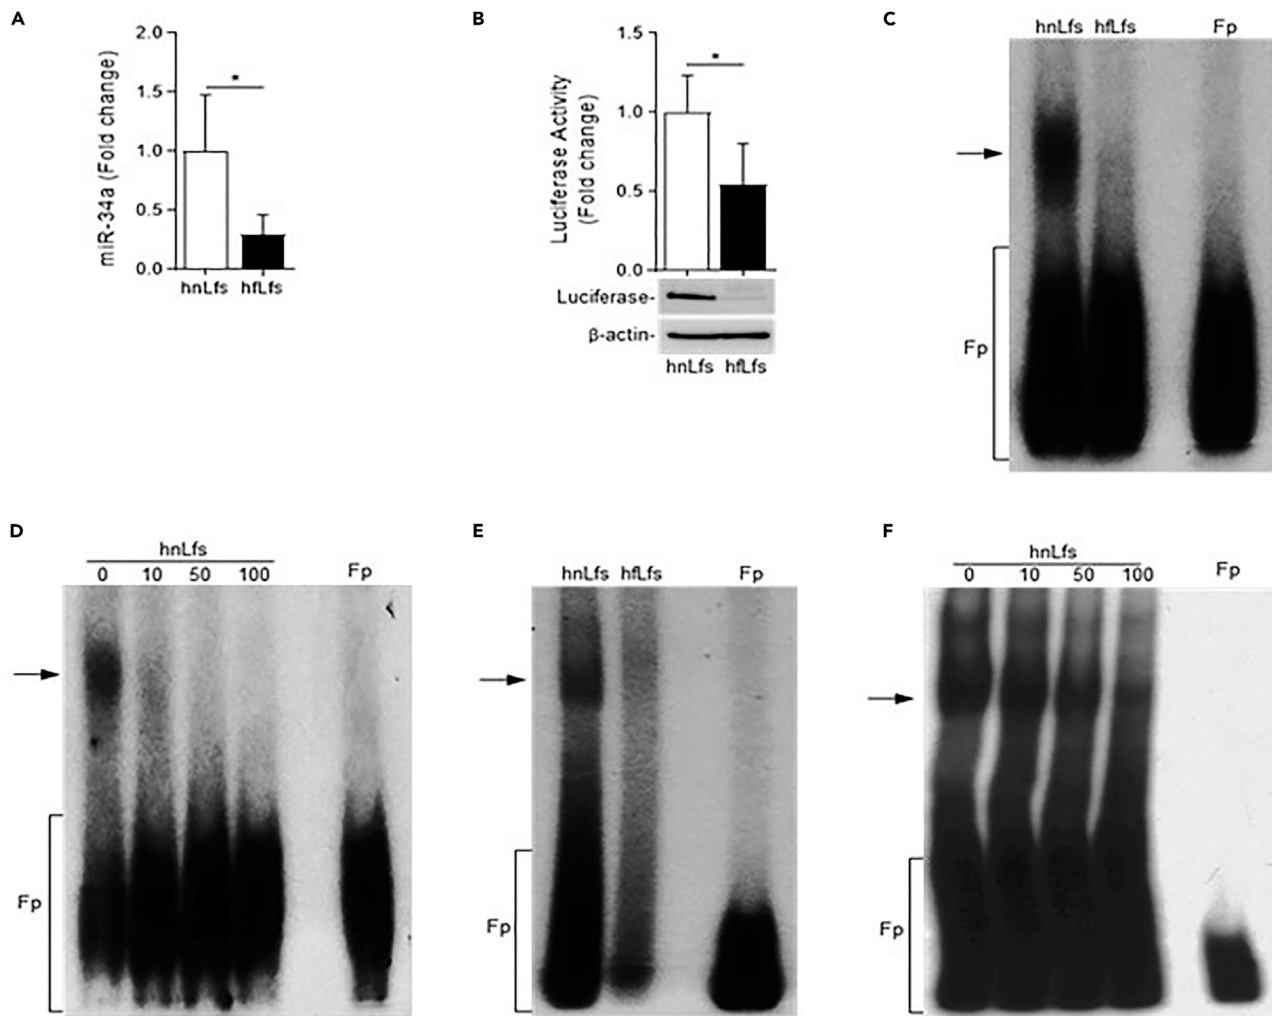 A
miR-34a (Fold change)
2.0
1.5
1.0
0.5
0.0
*
hnLfs hfLfs
B
Luciferase Activity
(Fold change)
1.5
1.0
0.5
0.0
*
Luciferase-
β-actin-
hnLfs hfLfs
C
hnLfs hfLfs Fp
Fp
D
hnLfs
0 10 50 100 Fp
Fp
E
hnLfs hfLfs Fp
Fp
F
hnLfs
0 10 50 100 Fp
Fp